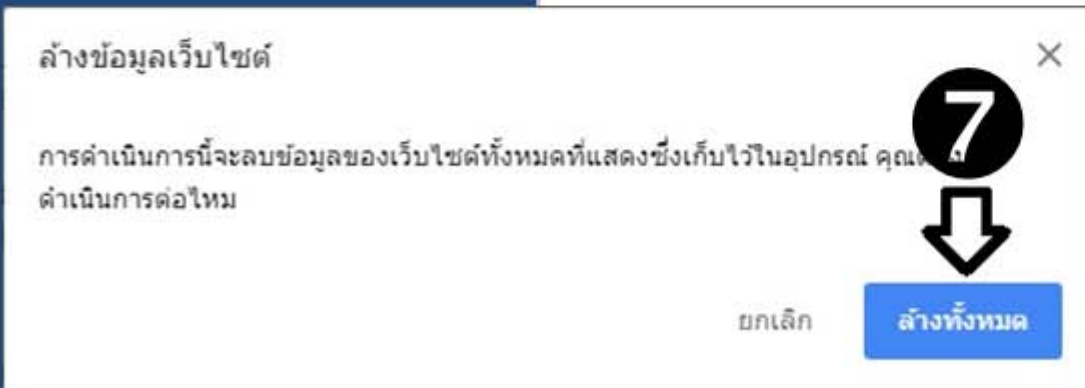 ล้างข้อมูลเว็บไซต์
7
การดำเนินการนี้จะลบข้อมูลของเว็บไซต์ทั้งหมดที่แสดงซึ่งเก็บไว้ในอุปกรณ์
ดำเนินการต่อไหม
ยกเลิก ล้างทั้งหมด